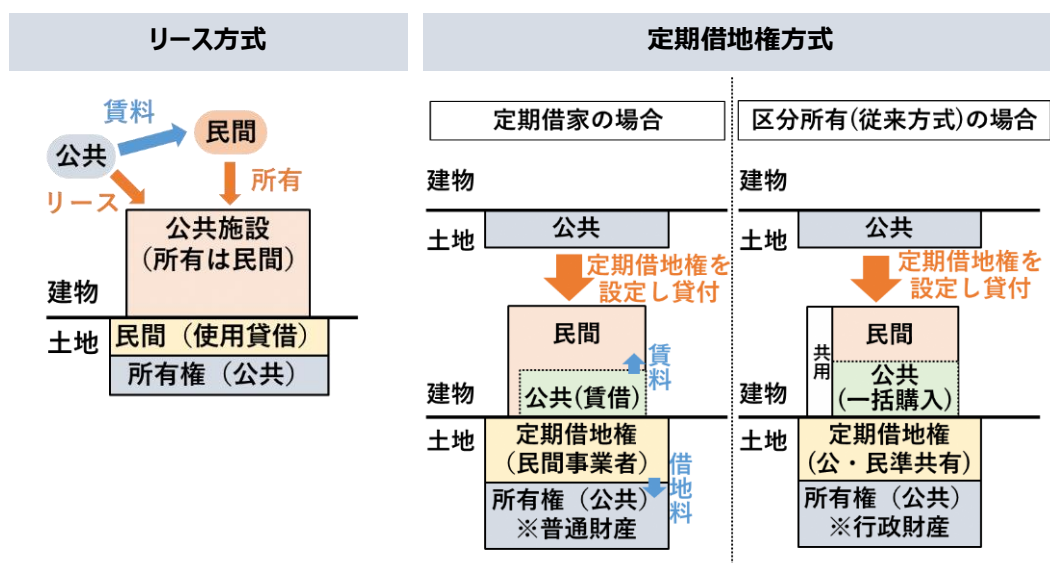 リース方式
賃料
公共
民間
リース
所有
公共施設
(所有は民間)
建物
土地
民間（使用貸借）
所有権（公共）
定期借地権方式
定期借家の場合
建物
土地
公共
定期借地権を
設定し貸付
民間
賃料
公共(賃借)
建物
土地
定期借地権
(民間事業者)
借地料
所有権（公共）
※普通財産
区分所有(従来方式)の場合
建物
土地
公共
定期借地権を
設定し貸付
共用
民間
公共
(一括購入)
建物
土地
定期借地権
(公・民準共有)
所有権（公共）
※行政財産